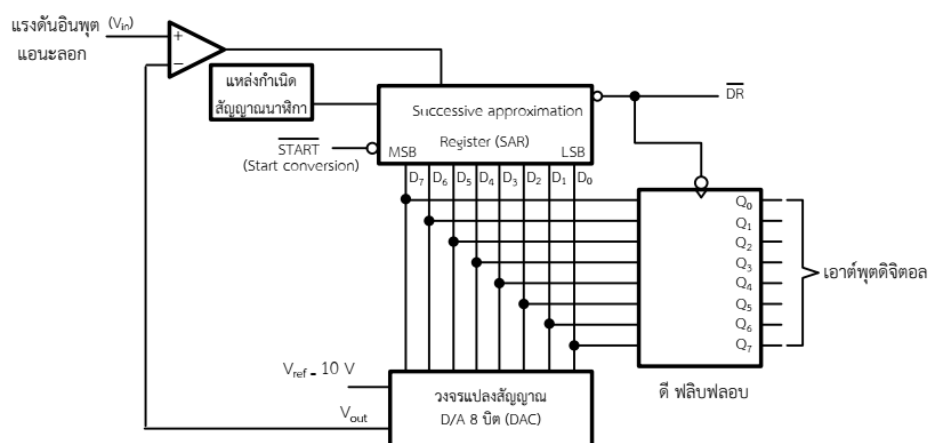 แรงดันอินพุต (Vin)
แอนะลอก
+
−
แหล่งกำเนิด
สัญญาณนาฬิกา
START
(Start conversion)
Successive approximation
Register (SAR)
MSB LSB
DR
D7 D6 D5 D4 D3 D2 D1 D0
Q0
Q1
Q2
Q3
Q4
Q5
Q6
Q7
เอาต์พุตดิจิตอล
ดี ฟลิบฟลอบ
Vref - 10 V
Vout
วงจรแปลงสัญญาณ
D/A 8 บิต (DAC)